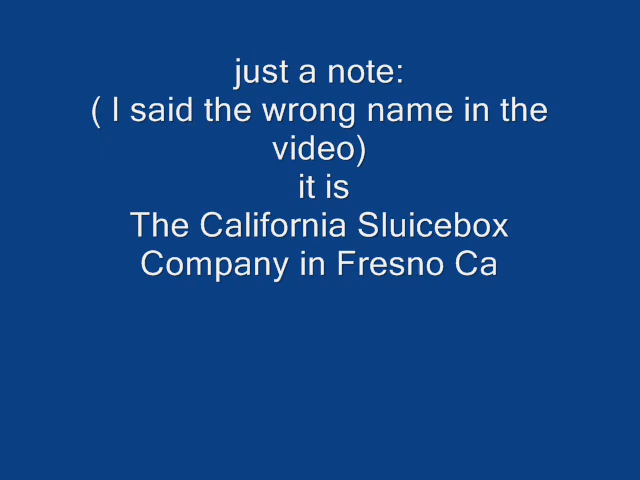 just a note:
( I said the wrong name in the
video)
it is
The California Sluicebox
Company in Fresno Ca